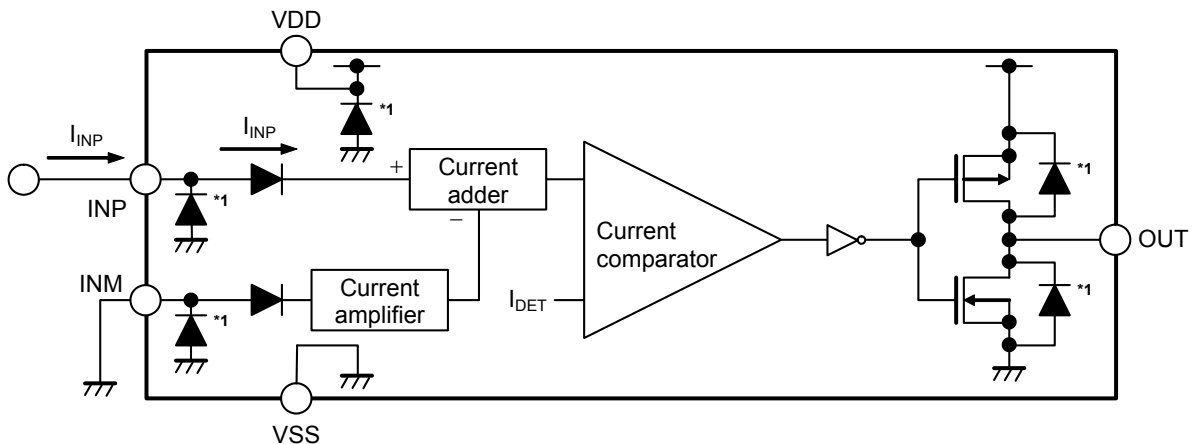 VDD
*1
I_INP
I_INP
INP
*1
+
Current
adder
−
Current
comparator
I_DET
*1
OUT
*1
INM
*1
Current
amplifier
VSS